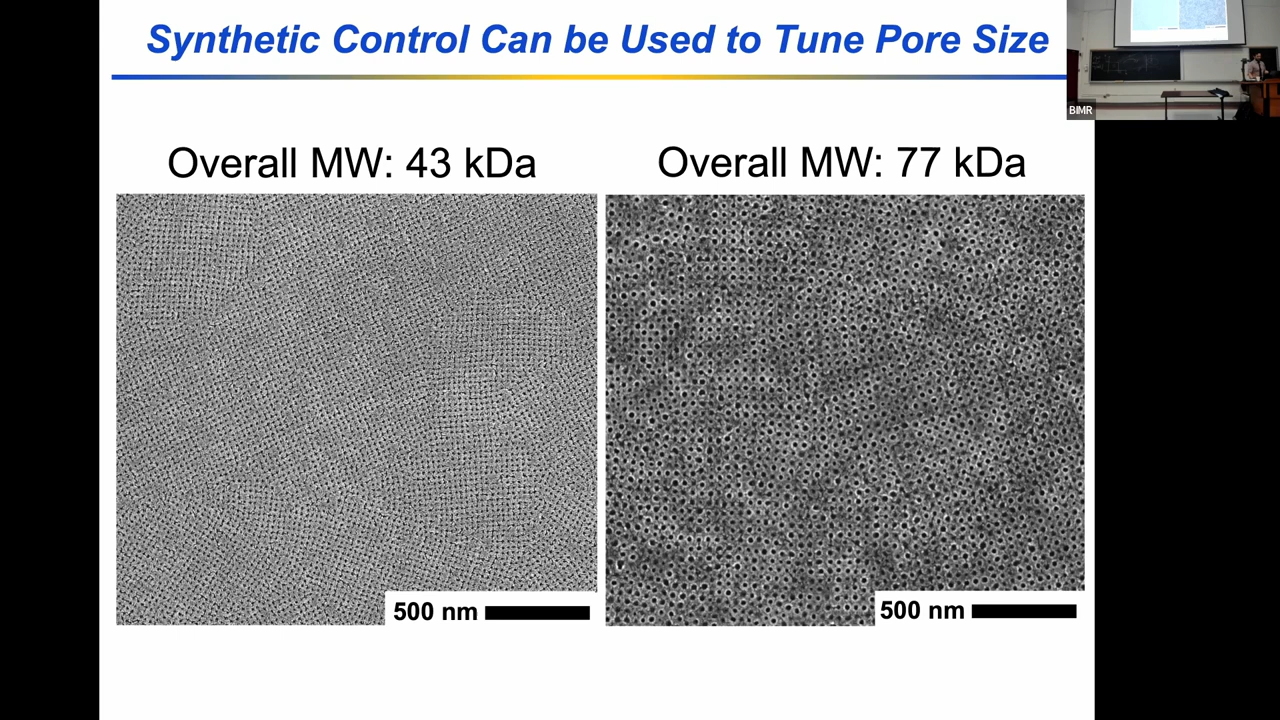 Synthetic Control Can be Used to Tune Pore Size
BIMR
Overall MW: 43 kDa
Overall MW: 77 kDa
500 nm
500 nm